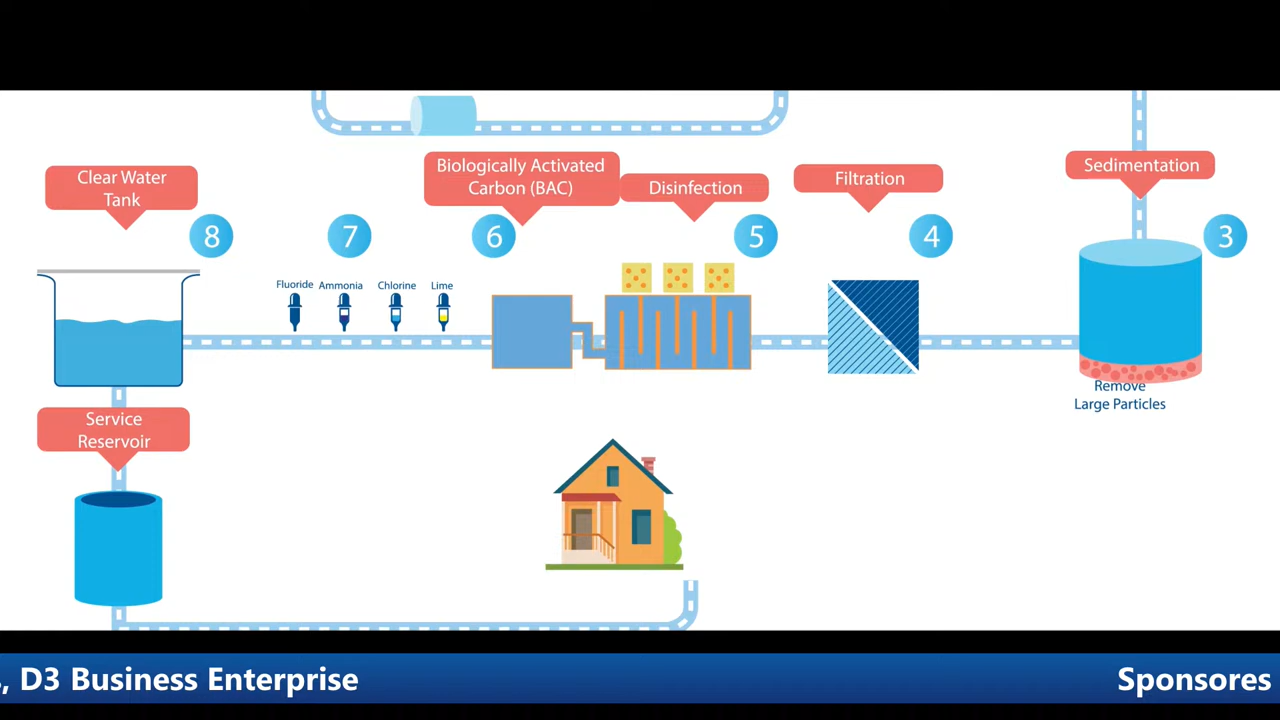 Clear Water
Tank
8
7
Biologically Activated
Carbon (BAC)
6
Disinfection
5
Filtration
4
Sedimentation
3
Fluoride
Ammonia
Chlorine
Lime
Remove
Large Particles
Service
Reservoir
, D3 Business Enterprise
Sponsores